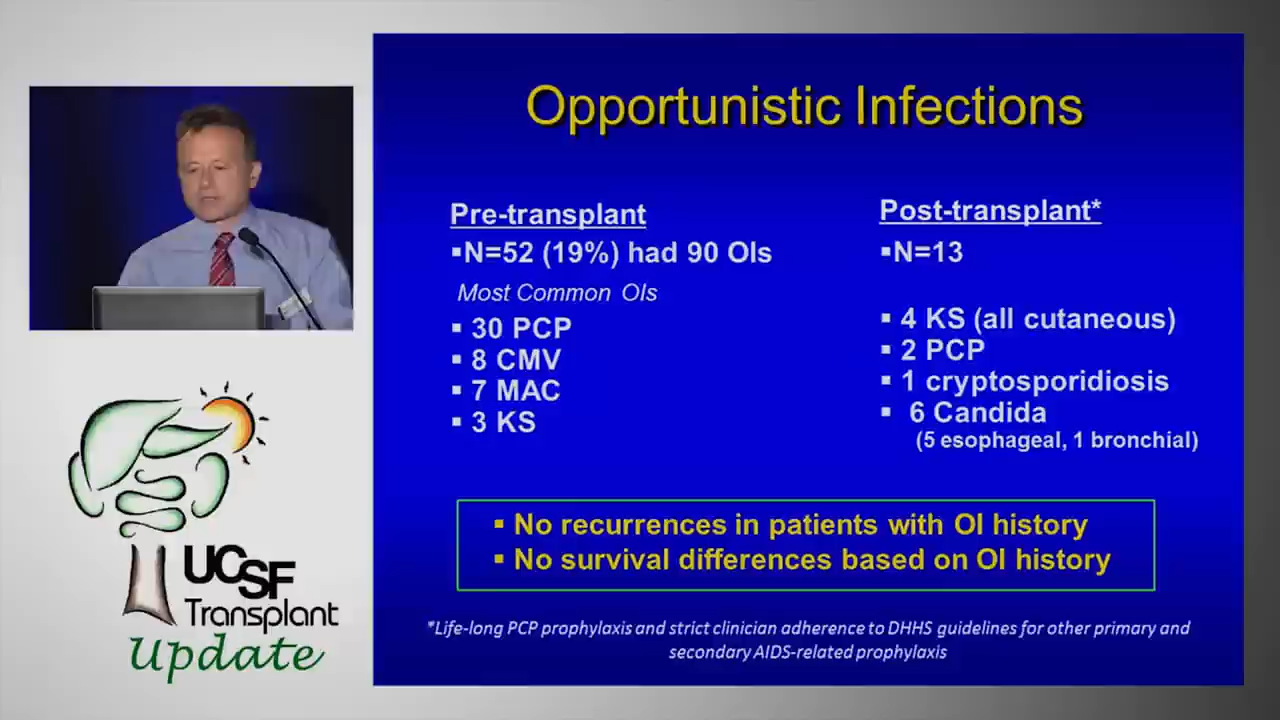 Opportunistic Infections
Pre-transplant
▪N=52 (19%) had 90 OIs
Most Common OIs
▪ 30 PCP
▪ 8 CMV
▪ 7 MAC
▪ 3 KS
Post-transplant*
▪N=13
▪ 4 KS (all cutaneous)
▪ 2 PCP
▪ 1 cryptosporidiosis
▪ 6 Candida
(5 esophageal, 1 bronchial)
▪ No recurrences in patients with OI history
▪ No survival differences based on OI history
*Life-long PCP prophylaxis and strict clinician adherence to DHHS guidelines for other primary and
secondary AIDS-related prophylaxis
UCSF
Transplant
Update